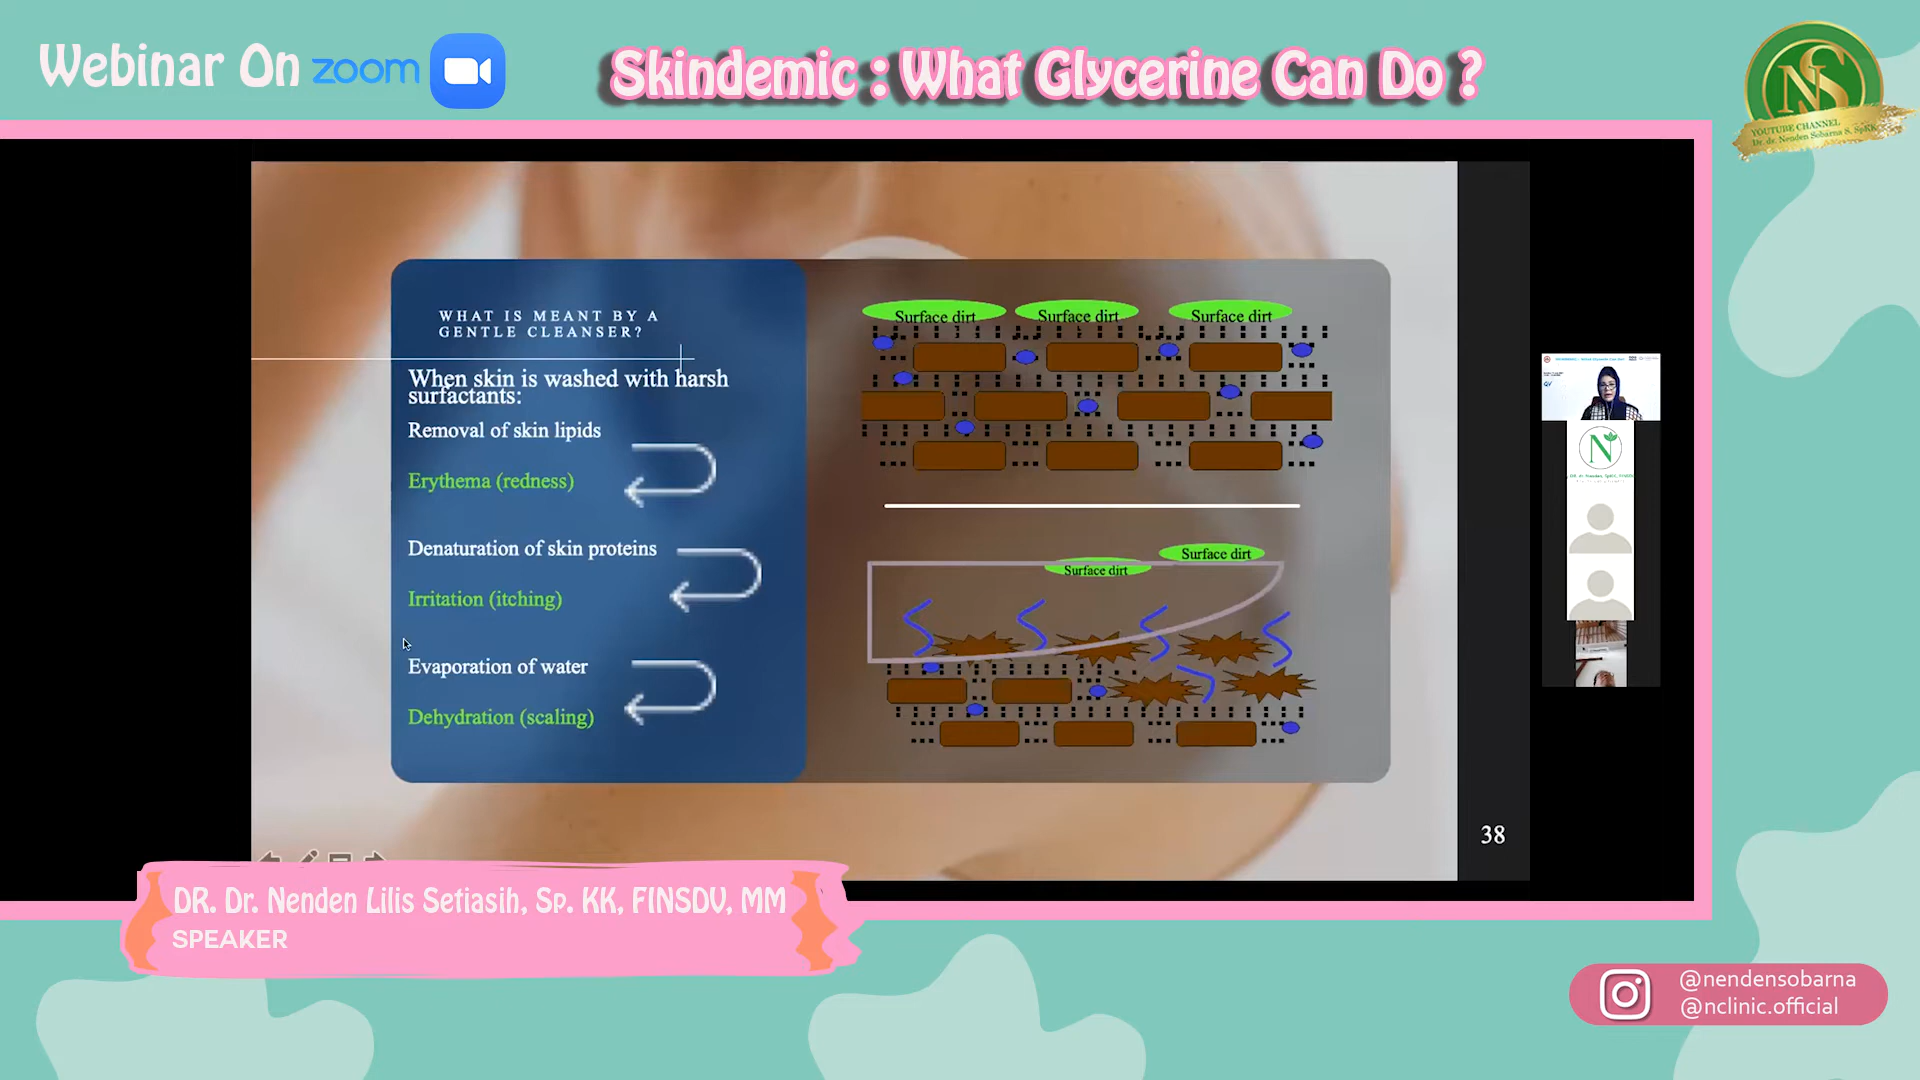 Webinar On zoom
Skindemic : What Glycerine Can Do ?
NS
YOUTUBE CHANNEL
Dr. dr. Nenden Sobarna S, SpKK
WHAT IS MEANT BY A
GENTLE CLEANSER?
When skin is washed with harsh
surfactants:
Removal of skin lipids
Erythema (redness)
Denaturation of skin proteins
Irritation (itching)
Evaporation of water
Dehydration (scaling)
Surface dirt
Surface dirt
Surface dirt
Surface dirt
Surface dirt
N
38
DR. Dr. Nenden Lilis Setiasih, Sp. KK, FINSDV, MM
SPEAKER
@nendensobarna
@nclinic.official